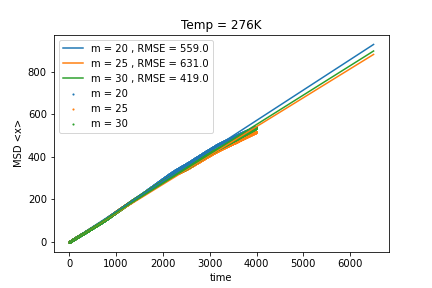 Temp = 276K
m = 20 , RMSE = 559.0
m = 25 , RMSE = 631.0
m = 30 , RMSE = 419.0
m = 20
m = 25
m = 30
MSD <x>
800
600
400
200
0
0 1000 2000 3000 4000 5000 6000
time